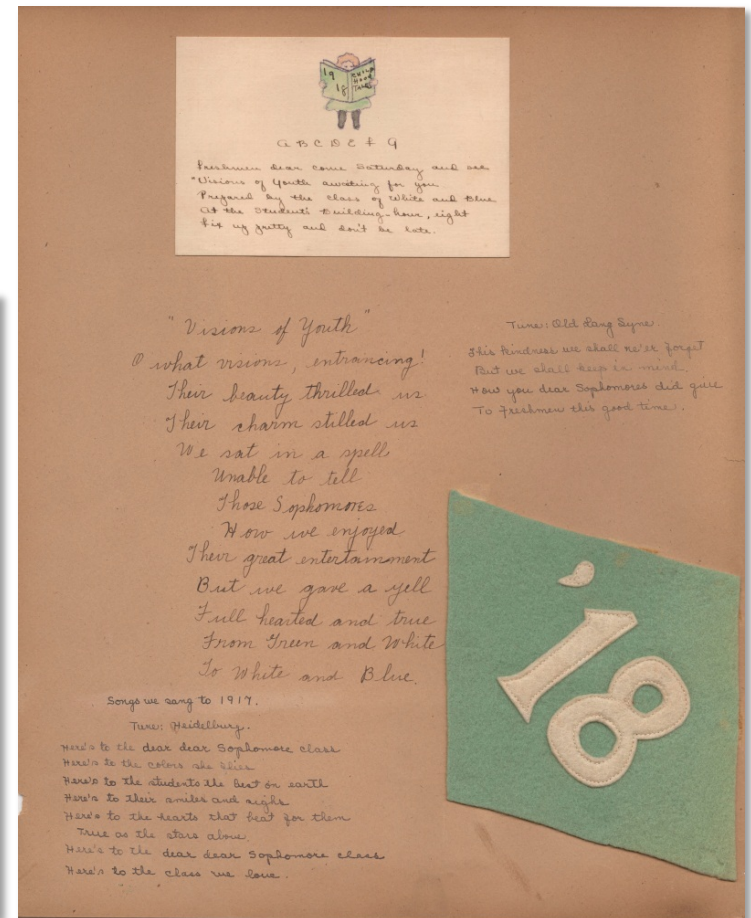 19
18
CHILD
HOOD
TALES
A B C D E F G
Freshmen dear come Saturday and see
"Visions of Youth awaiting for you
Prepared by the class of White and Blue
At the Student's Building-hour, eight
Fix up pretty and don't be late.
"Visions of Youth"
O what visions, entrancing!
Their beauty thrilled us
Their charm stilled us
We sat in a spell
Unable to tell
Those Sophomores
How we enjoyed
Their great entertainment
But we gave a yell
Full hearted and true
From Green and White
To White and Blue.
Tune: Old Lang Syne
This kindness we shall ne'er forget
But we shall keep in mind.
How you dear Sophomores did give
To Freshmen this good time.
'18
Songs we sang to 1917.
Tune: Heidelburg.
Here's to the dear dear Sophomore class
Here's to the colors she flies
Here's to the students the best on earth
Here's to their smiles and sighs
Here's to the hearts that beat for them
True as the stars above
Here's to the dear dear Sophomore class
Here's to the class we love.